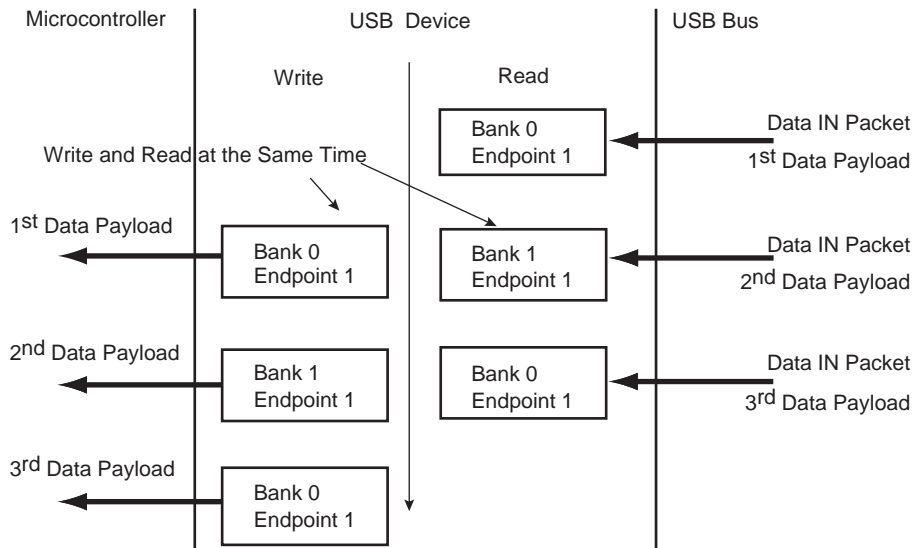 Microcontroller
USB Device
USB Bus
Write
Read
Bank 0
Endpoint 1
Data IN Packet
1st Data Payload
Write and Read at the Same Time
1st Data Payload
Bank 0
Endpoint 1
Bank 1
Endpoint 1
Data IN Packet
2nd Data Payload
2nd Data Payload
Bank 1
Endpoint 1
Bank 0
Endpoint 1
Data IN Packet
3rd Data Payload
3rd Data Payload
Bank 0
Endpoint 1